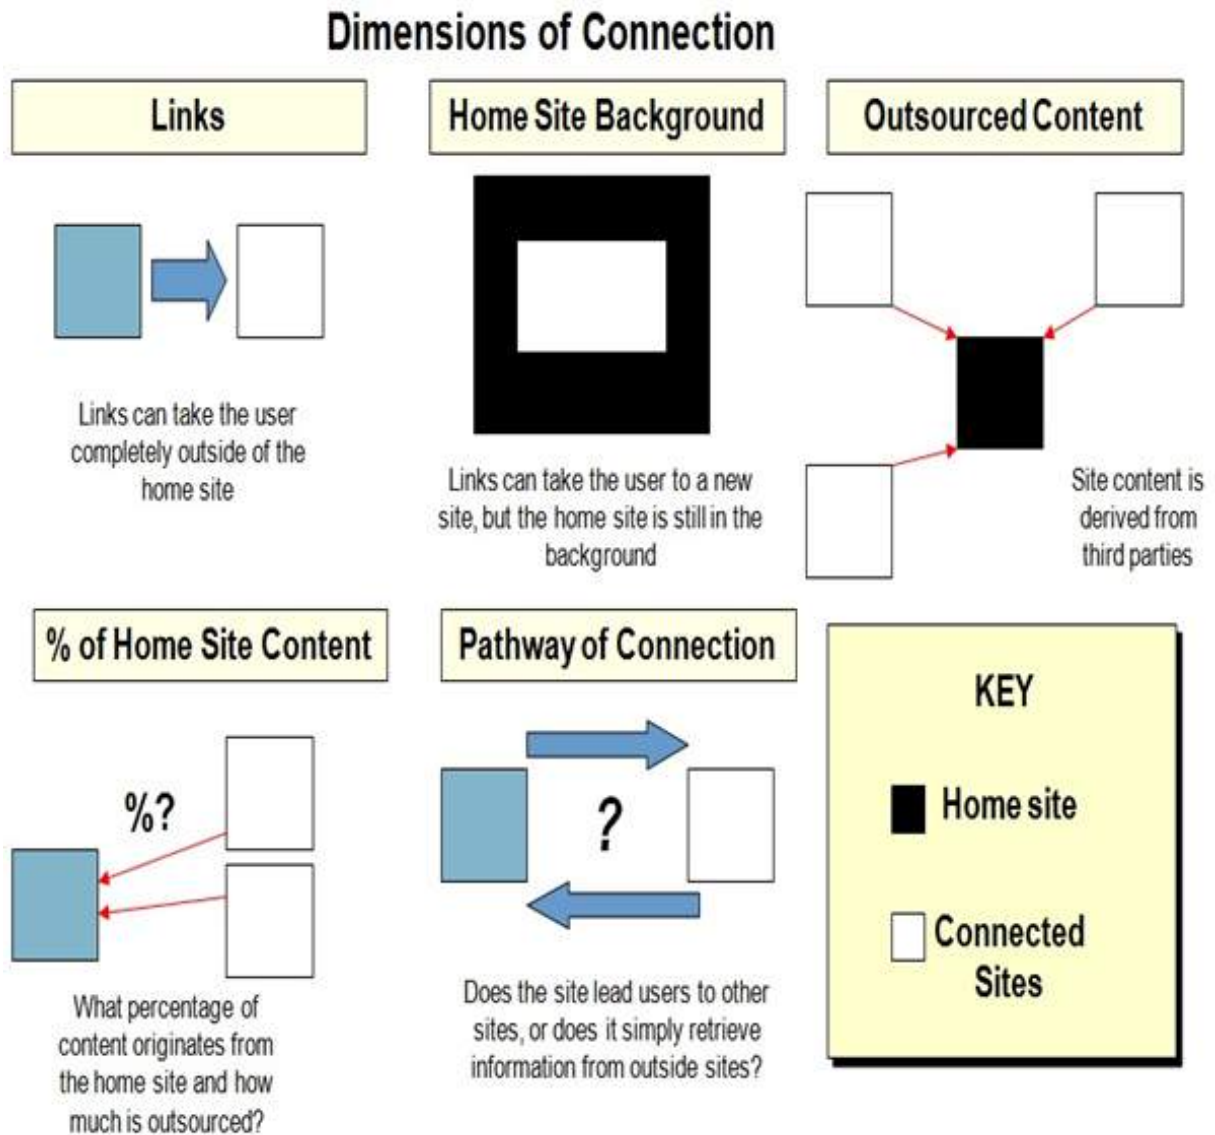 Dimensions of Connection
Links
Links can take the user
completely outside of the
home site
Home Site Background
Links can take the user to a new
site, but the home site is still in the
background
Outsourced Content
Site content is
derived from
third parties
% of Home Site Content
%?
What percentage of
content originates from
the home site and how
much is outsourced?
Pathway of Connection
?
Does the site lead users to other
sites, or does it simply retrieve
information from outside sites?
KEY
Home site
Connected
Sites